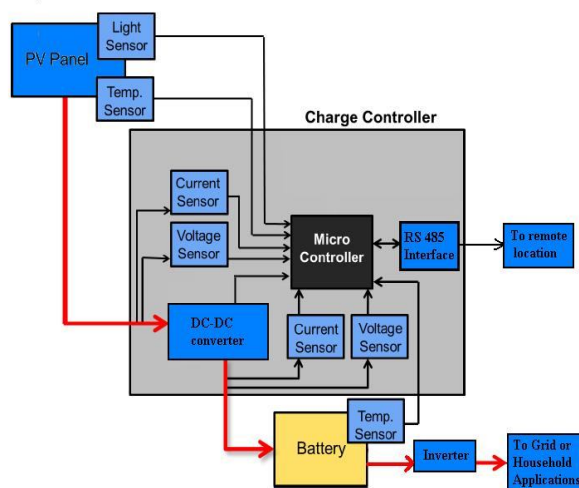 Light
Sensor
PV Panel
Temp.
Sensor
Charge Controller
Current
Sensor
Voltage
Sensor
Micro
Controller
RS 485
Interface
To remote
location
DC-DC
converter
Current
Sensor
Voltage
Sensor
Temp.
Sensor
Battery
Inverter
To Grid or
Household
Applications